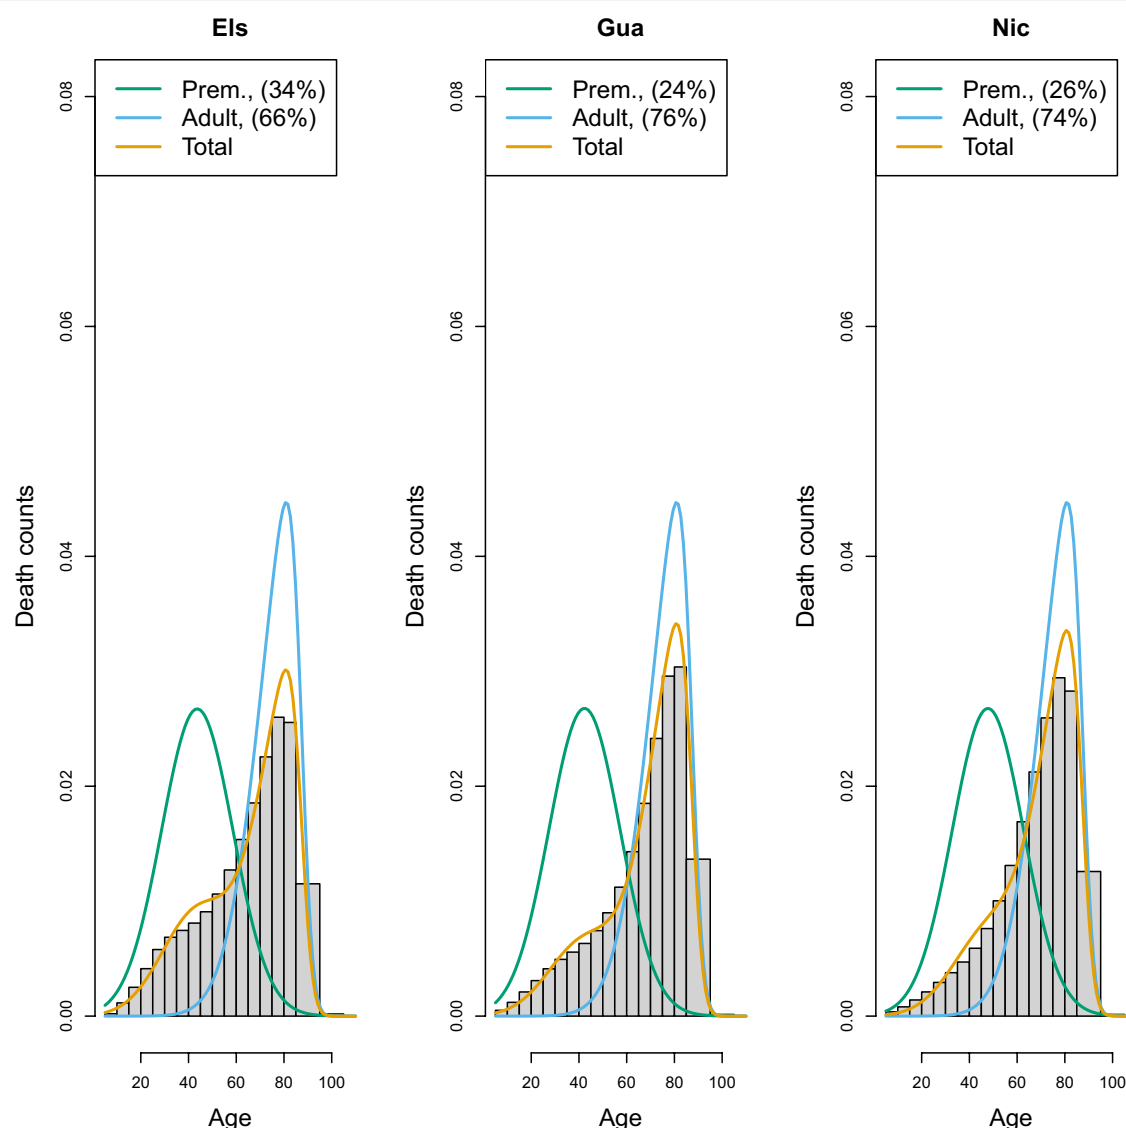 Els
Prem., (34%)
Adult, (66%)
Total
0.08
0.06
0.04
0.02
0.00
Death counts
20 40 60 80 100
Age
Gua
Prem., (24%)
Adult, (76%)
Total
0.08
0.06
0.04
0.02
0.00
Death counts
20 40 60 80 100
Age
Nic
Prem., (26%)
Adult, (74%)
Total
0.08
0.06
0.04
0.02
0.00
Death counts
20 40 60 80 100
Age